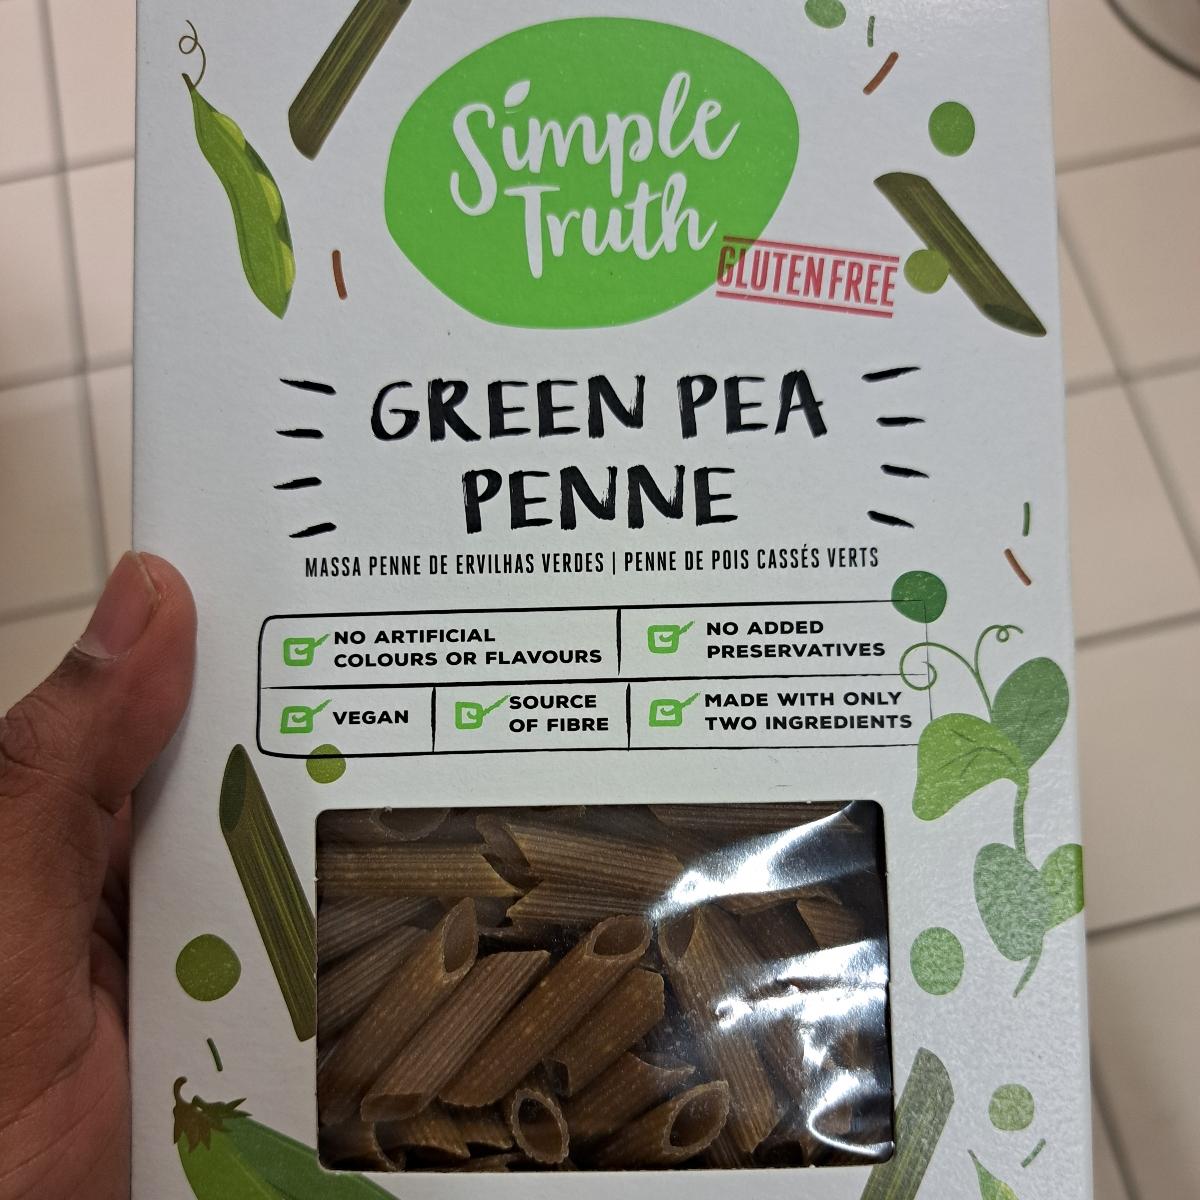 Simple
Truth
GLUTEN FREE
GREEN PEA
PENNE
MASSA PENNE DE ERVILHAS VERDES | PENNE DE POIS CASSÉS VERTS
NO ARTIFICIAL
COLOURS OR FLAVOURS
NO ADDED
PRESERVATIVES
VEGAN
SOURCE
OF FIBRE
MADE WITH ONLY
TWO INGREDIENTS